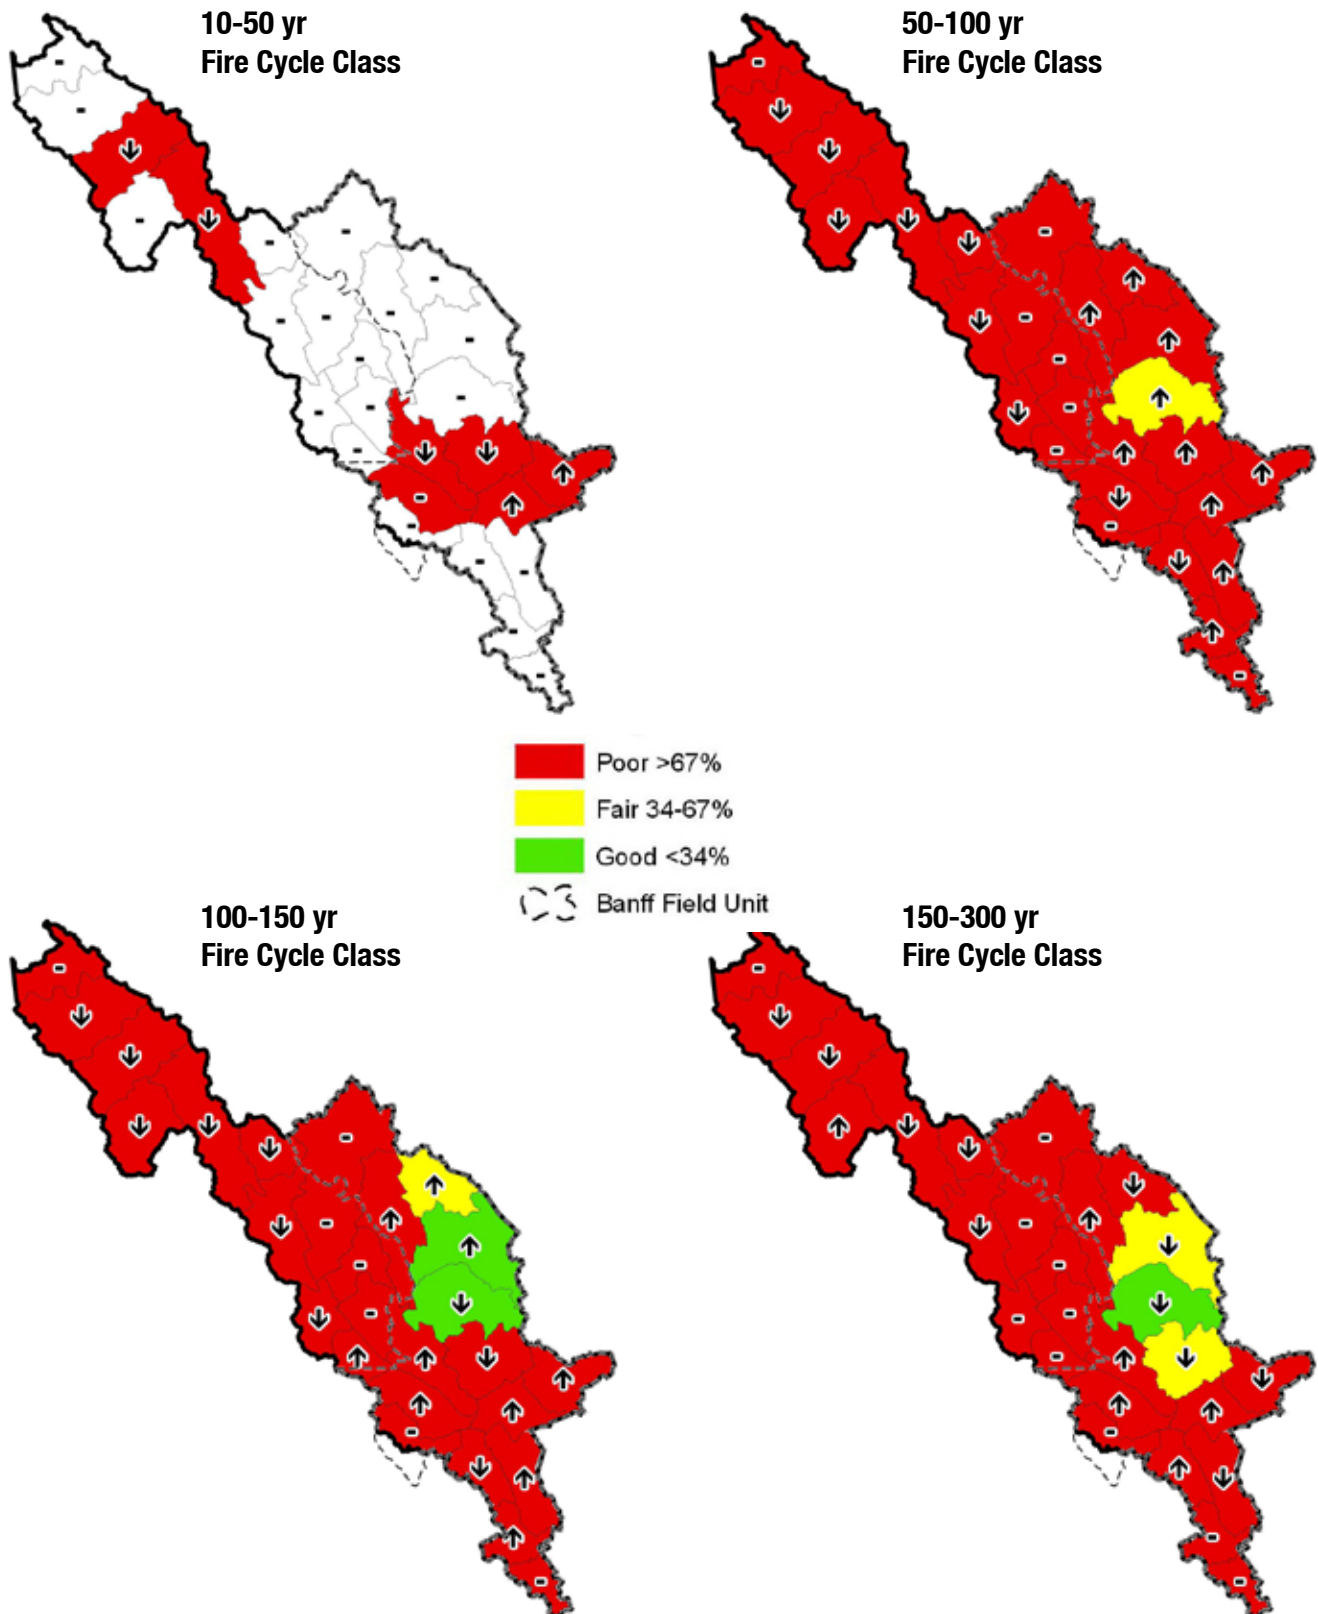 10-50 yr
Fire Cycle Class
50-100 yr
Fire Cycle Class
Poor >67%
Fair 34-67%
Good <34%
Banff Field Unit
100-150 yr
Fire Cycle Class
150-300 yr
Fire Cycle Class